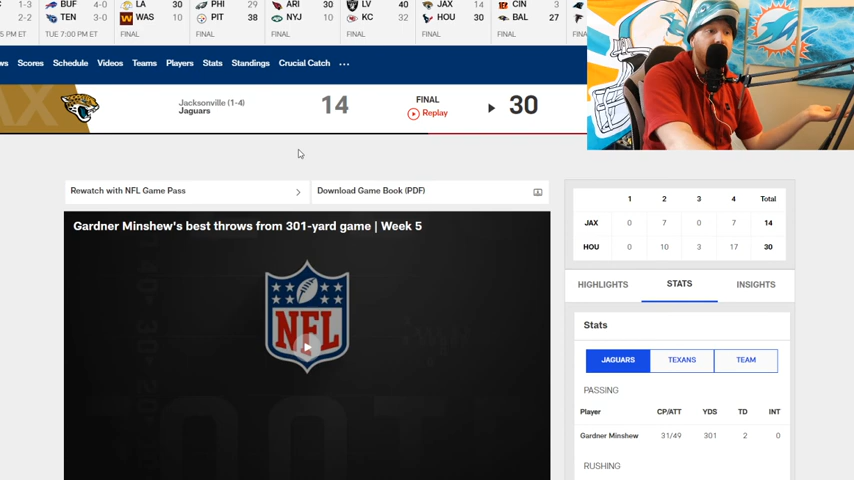 C 1-3 BUF 4-0 LA 30 PHI 29 ARI 30 LV 40 JAX 14 CIN 3
2-2 TEN 3-0 WAS 10 PIT 38 NYJ 10 KC 32 HOU 30 BAL 27
5 PM ET TUE 7:00 PM ET FINAL FINAL FINAL FINAL FINAL FINAL FINAL
ws Scores Schedule Videos Teams Players Stats Standings Crucial Catch ...
AX Jacksonville (1-4) 14 FINAL 30
Jaguars Replay
Rewatch with NFL Game Pass
Download Game Book (PDF)
Gardner Minshew's best throws from 301-yard game | Week 5
NFL
1 2 3 4 Total
JAX 0 7 0 7 14
HOU 0 10 3 17 30
HIGHLIGHTS STATS INSIGHTS
Stats
JAGUARS TEXANS TEAM
PASSING
Player CP/ATT YDS TD INT
Gardner Minshew 31/49 301 2 0
RUSHING